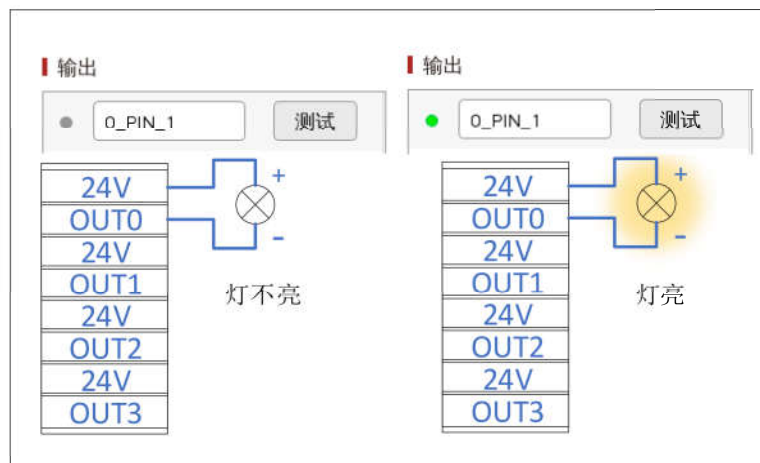 输出
0_PIN_1 测试
24V
OUT0
24V
OUT1
24V
OUT2
24V
OUT3
+
-
灯不亮
输出
0_PIN_1 测试
24V
OUT0
24V
OUT1
24V
OUT2
24V
OUT3
+
-
灯亮